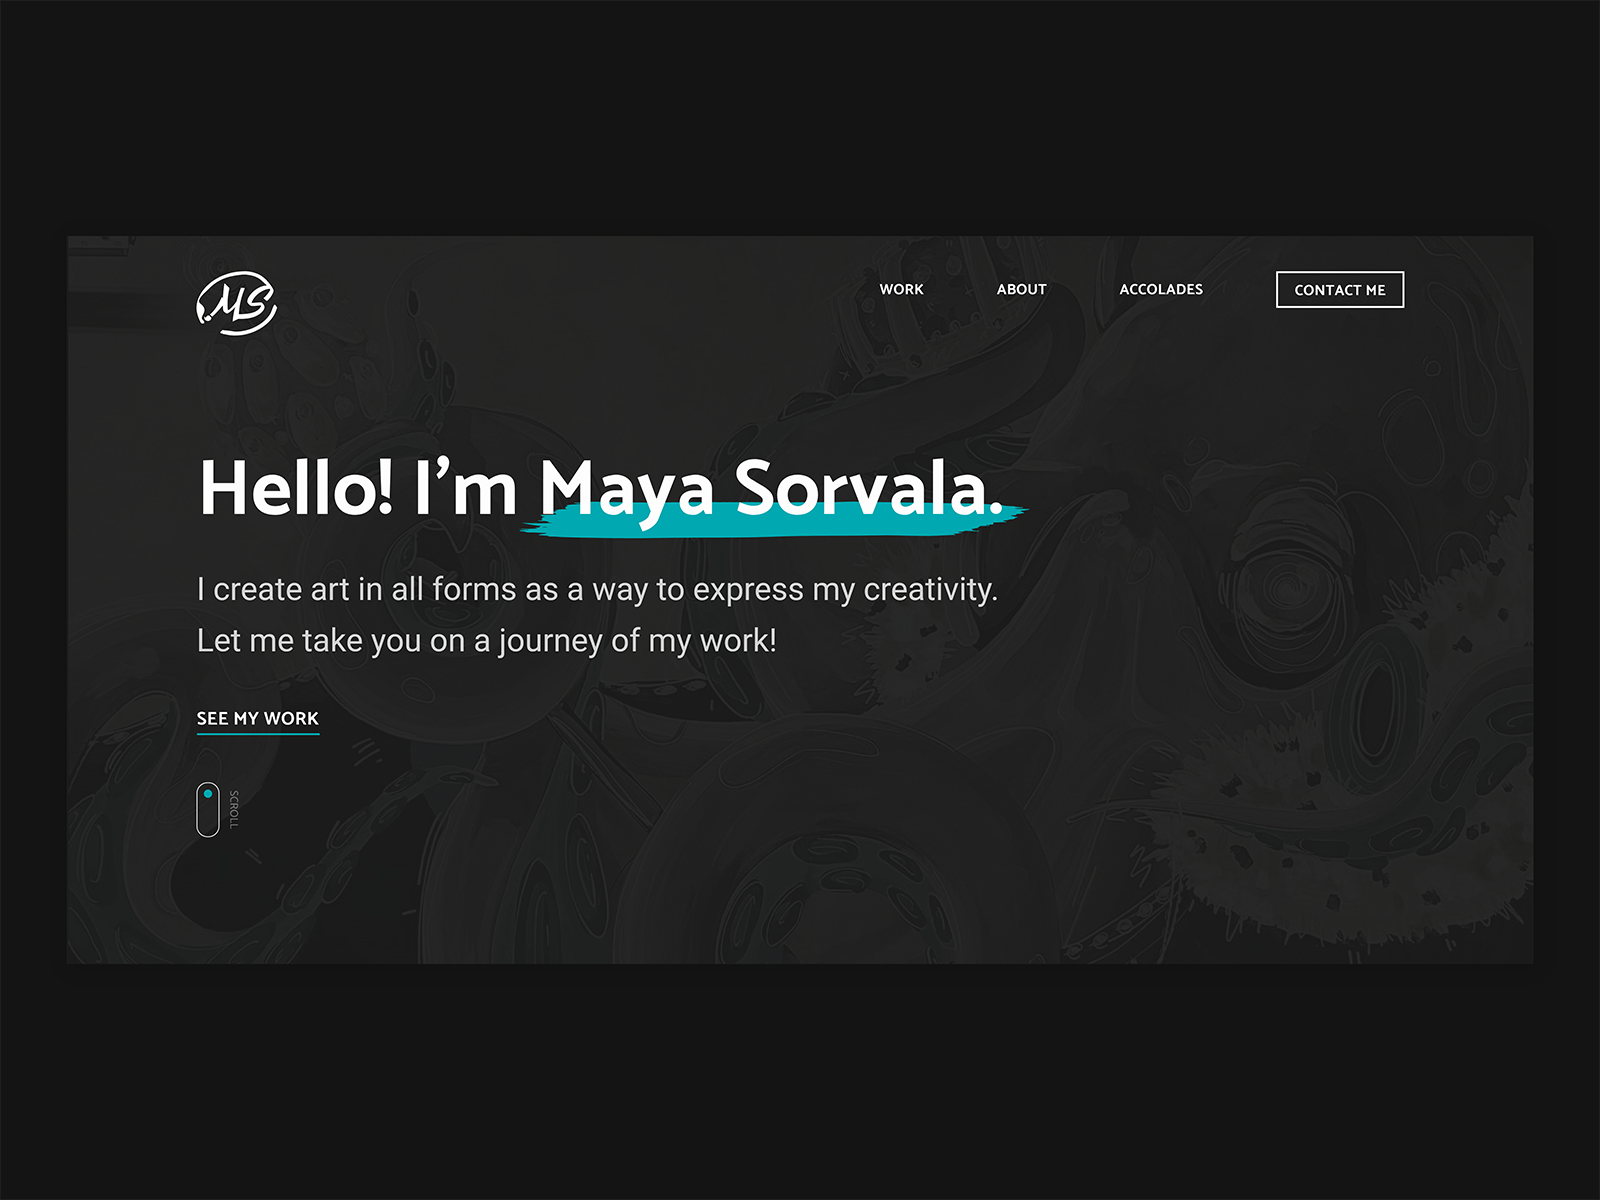 MS
WORK
ABOUT
ACCOLADES
CONTACT ME
Hello! I’m Maya Sorvala.
I create art in all forms as a way to express my creativity.
Let me take you on a journey of my work!
SEE MY WORK
SCROLL